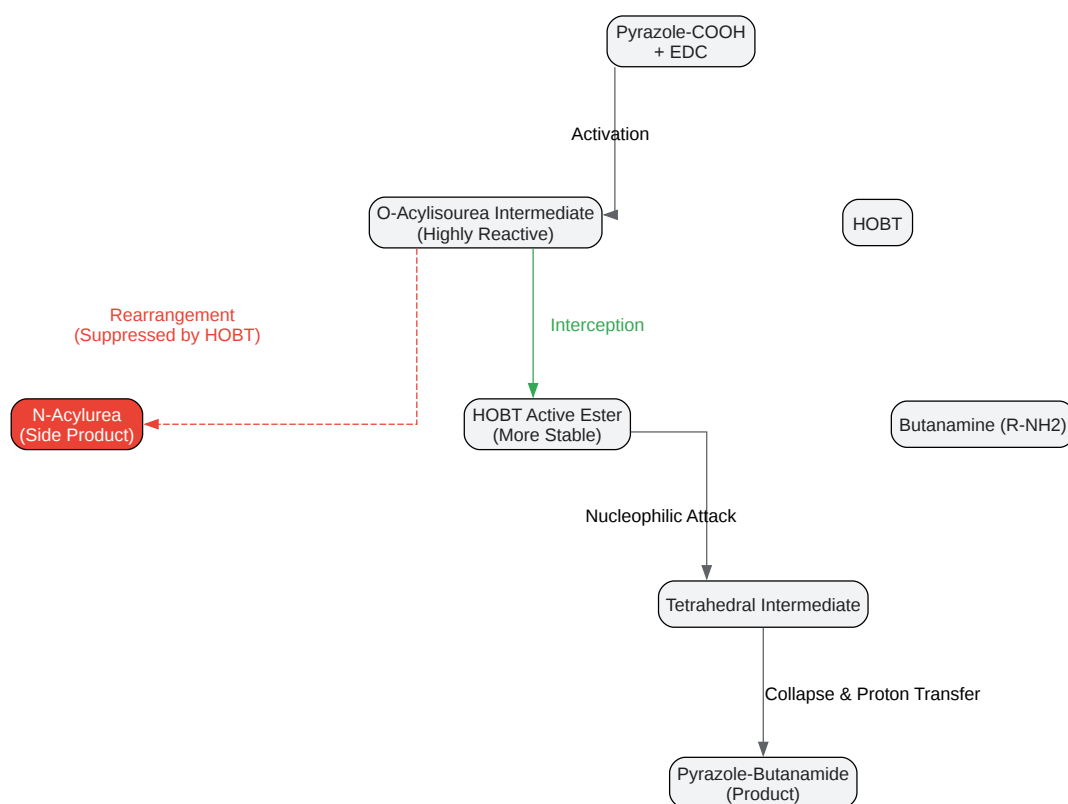 Pyrazole-COOH
+ EDC
Activation
O-Acylisourea Intermediate
(Highly Reactive)
HOBT
Rearrangement
(Suppressed by HOBT)
Interception
N-Acylurea
(Side Product)
HOBT Active Ester
(More Stable)
Butanamine (R-NH2)
Nucleophilic Attack
Tetrahedral Intermediate
Collapse & Proton Transfer
Pyrazole-Butanamide
(Product)